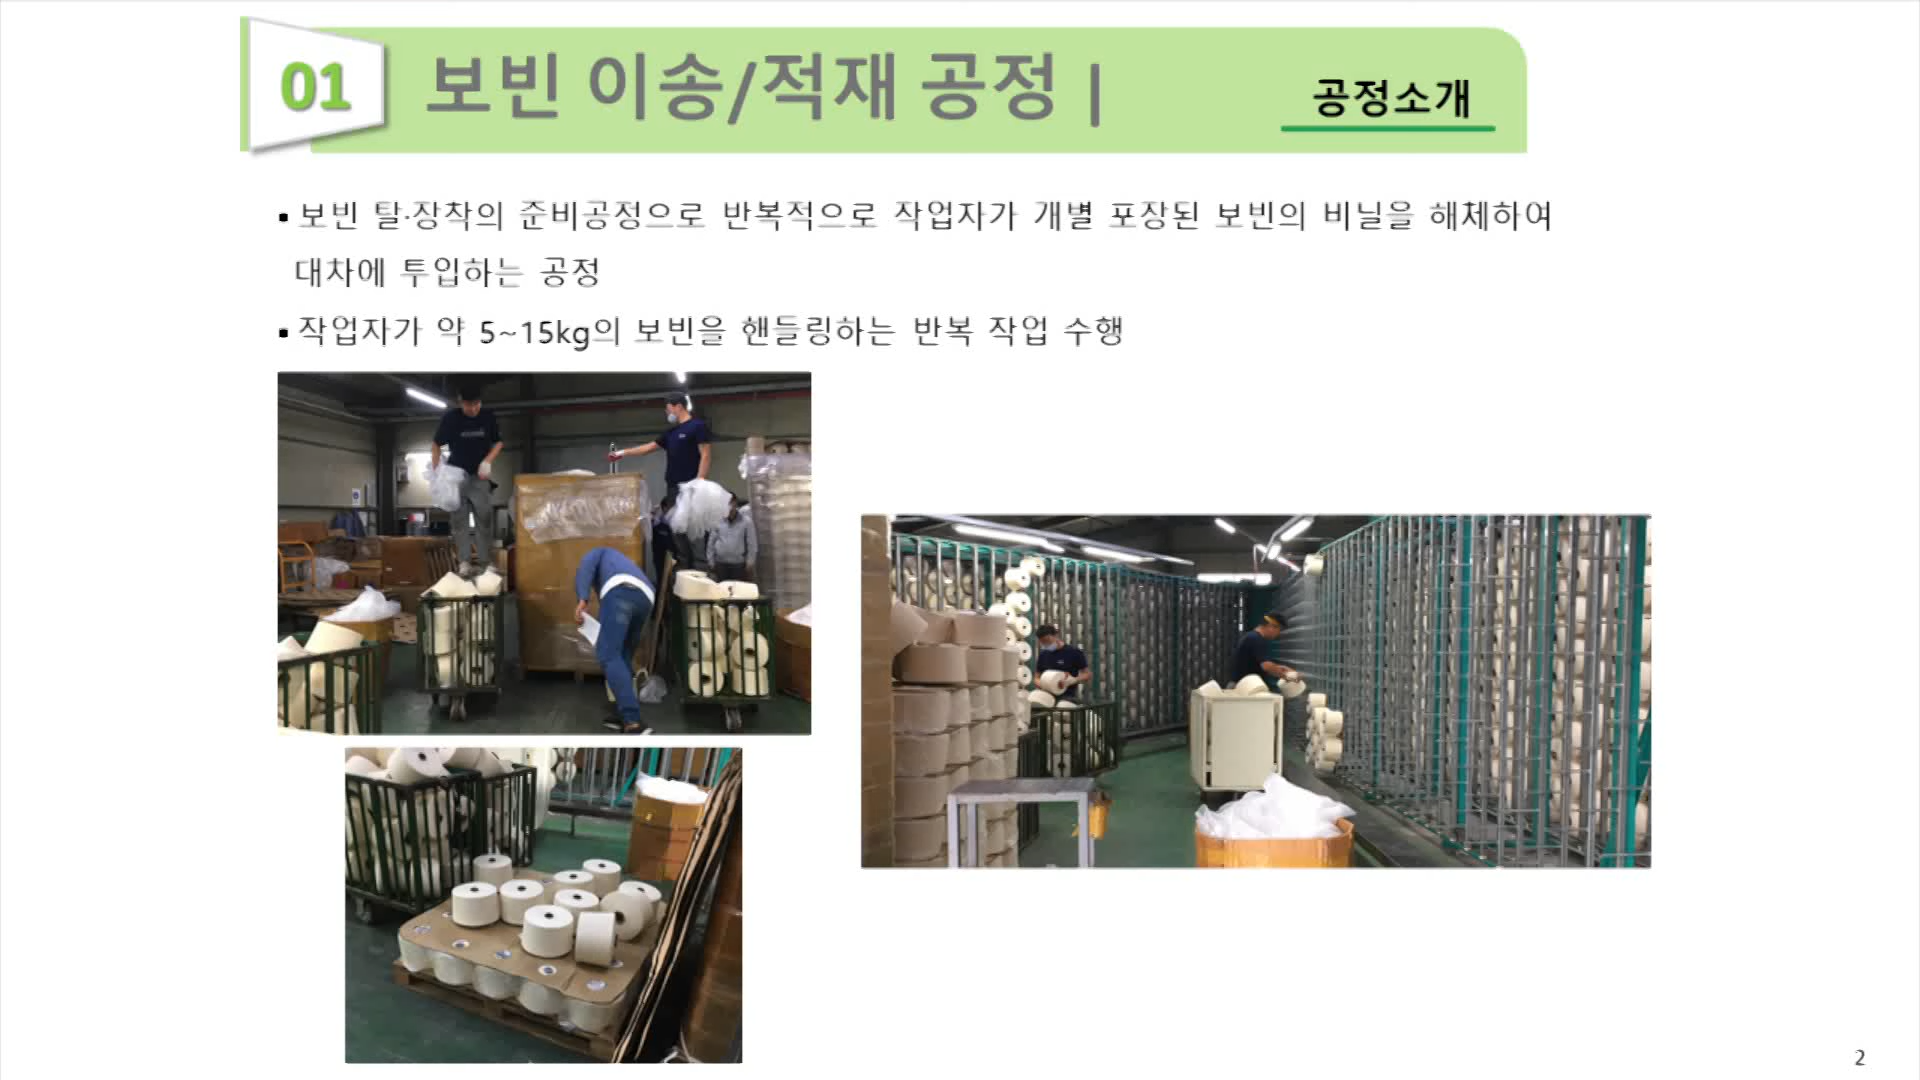 01
보빈 이송/적재 공정 |
공정소개
▪ 보빈 탈·장착의 준비공정으로 반복적으로 작업자가 개별 포장된 보빈의 비닐을 해체하여
대차에 투입하는 공정
▪ 작업자가 약 5~15kg의 보빈을 핸들링하는 반복 작업 수행
2